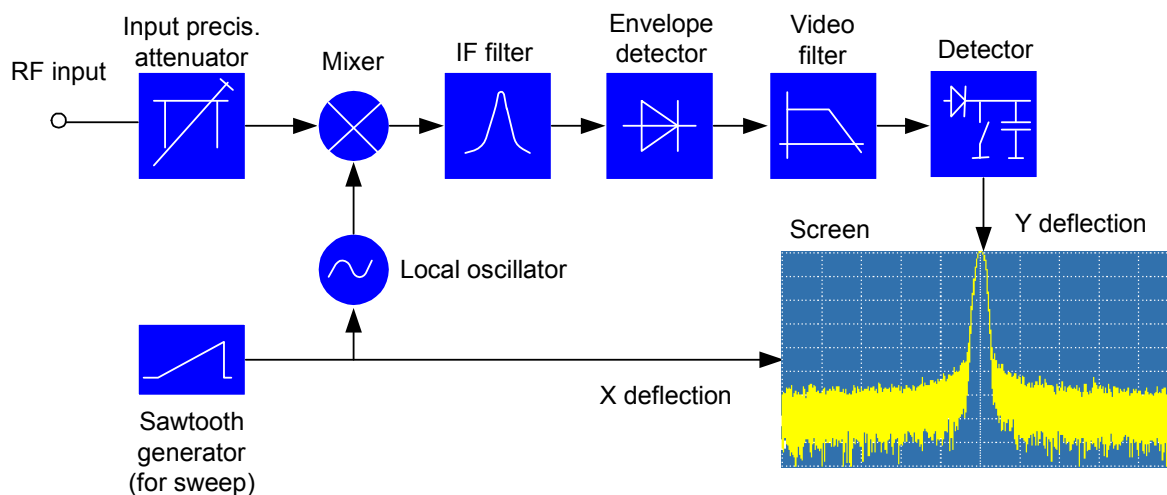 RF input
Input precis.
attenuator
Mixer
IF filter
Envelope
detector
Video
filter
Detector
Local oscillator
Screen
Y deflection
X deflection
Sawtooth
generator
(for sweep)